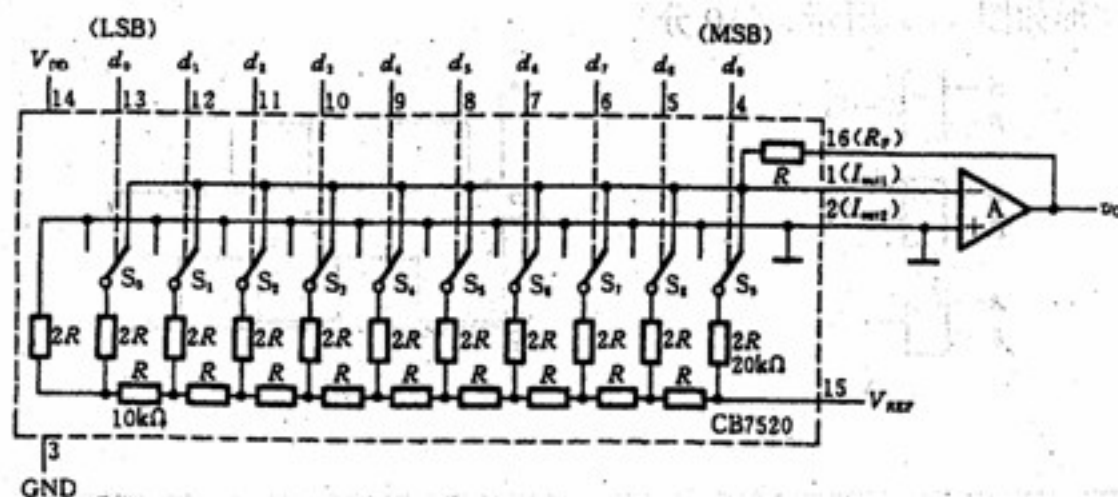 (LSB) (MSB)
V_DD d₀ d₁ d₂ d₃ d₄ d₅ d₆ d₇ d₈ d₉
14 13 12 11 10 9 8 7 6 5 4
16(R_F)
R
1(I_out1)
2(I_out2)
A
v_O
S₀ S₁ S₂ S₃ S₄ S₅ S₆ S₇ S₈ S₉
2R 2R 2R 2R 2R 2R 2R 2R 2R 2R 2R
20kΩ
R R R R R R R R R
15
V_REF
10kΩ
CB7520
3
GND